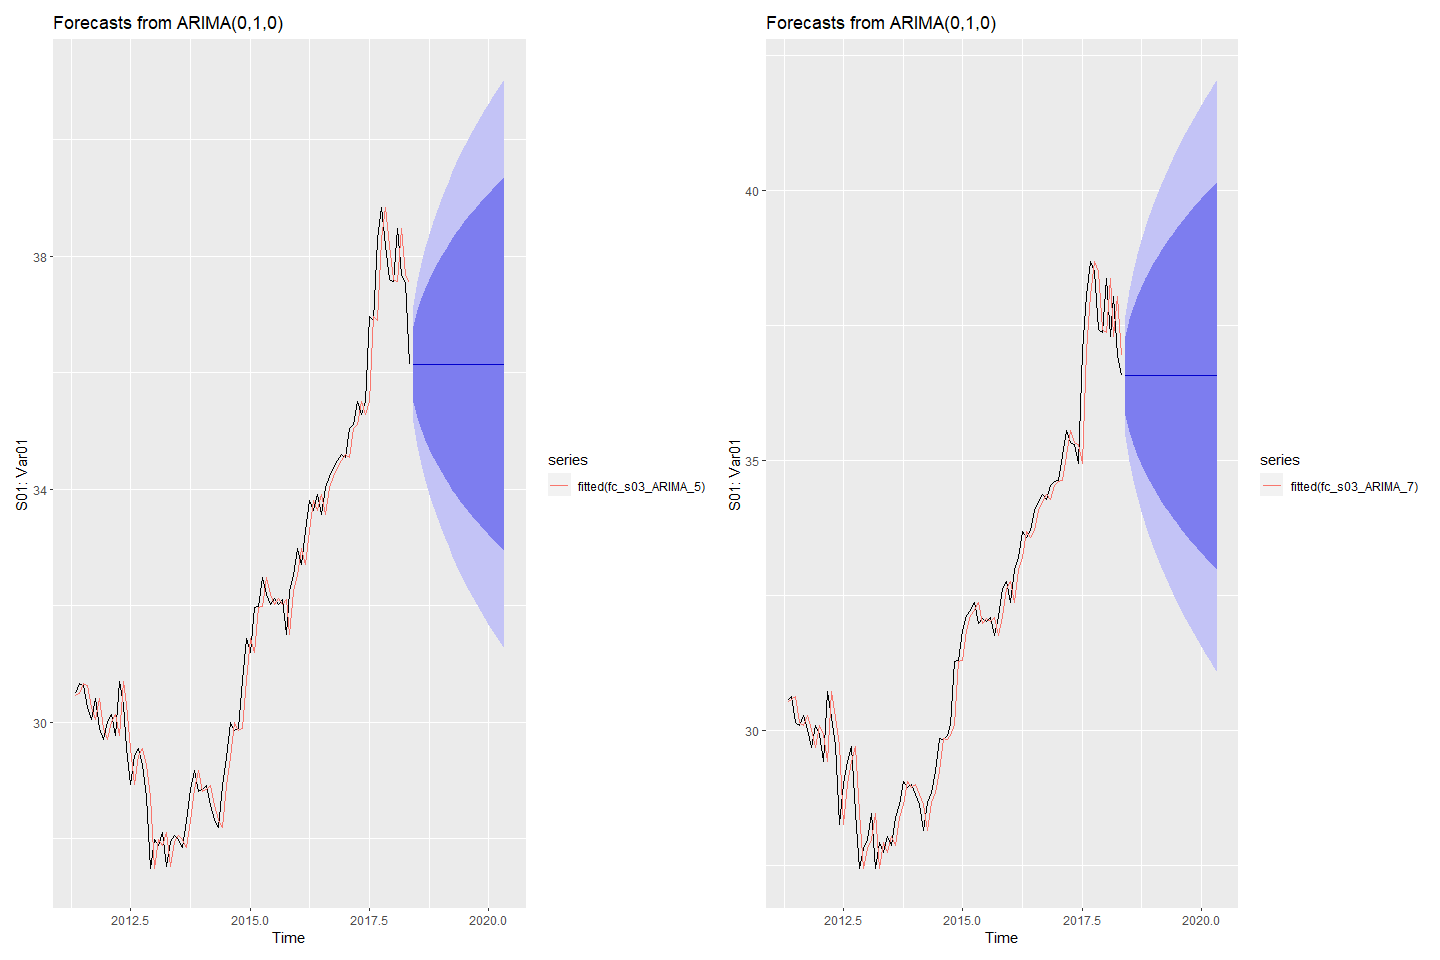 Forecasts from ARIMA(0,1,0)
S01: Var01
38
34
30
2012.5
2015.0
2017.5
2020.0
Time
series
fitted(fc_s03_ARIMA_5)
Forecasts from ARIMA(0,1,0)
S01: Var01
40
35
30
2012.5
2015.0
2017.5
2020.0
Time
series
fitted(fc_s03_ARIMA_7)